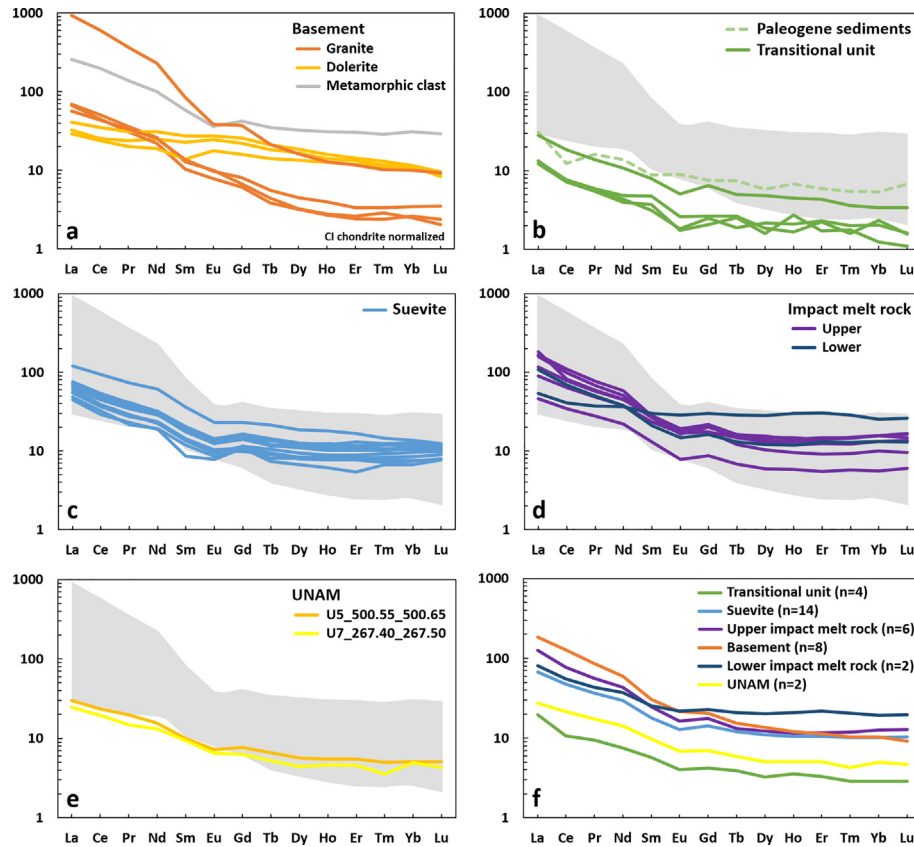 1000
100
10
1
Basement
Granite
Dolerite
Metamorphic clast
a
CI chondrite normalized
La Ce Pr Nd Sm Eu Gd Tb Dy Ho Er Tm Yb Lu
1000
100
10
1
Paleogene sediments
Transitional unit
b
La Ce Pr Nd Sm Eu Gd Tb Dy Ho Er Tm Yb Lu
1000
100
10
1
Suevite
c
La Ce Pr Nd Sm Eu Gd Tb Dy Ho Er Tm Yb Lu
1000
100
10
1
Impact melt rock
Upper
Lower
d
La Ce Pr Nd Sm Eu Gd Tb Dy Ho Er Tm Yb Lu
1000
100
10
1
UNAM
U5_500.55_500.65
U7_267.40_267.50
e
La Ce Pr Nd Sm Eu Gd Tb Dy Ho Er Tm Yb Lu
1000
100
10
1
Transitional unit (n=4)
Suevite (n=14)
Upper impact melt rock (n=6)
Basement (n=8)
Lower impact melt rock (n=2)
UNAM (n=2)
f
La Ce Pr Nd Sm Eu Gd Tb Dy Ho Er Tm Yb Lu